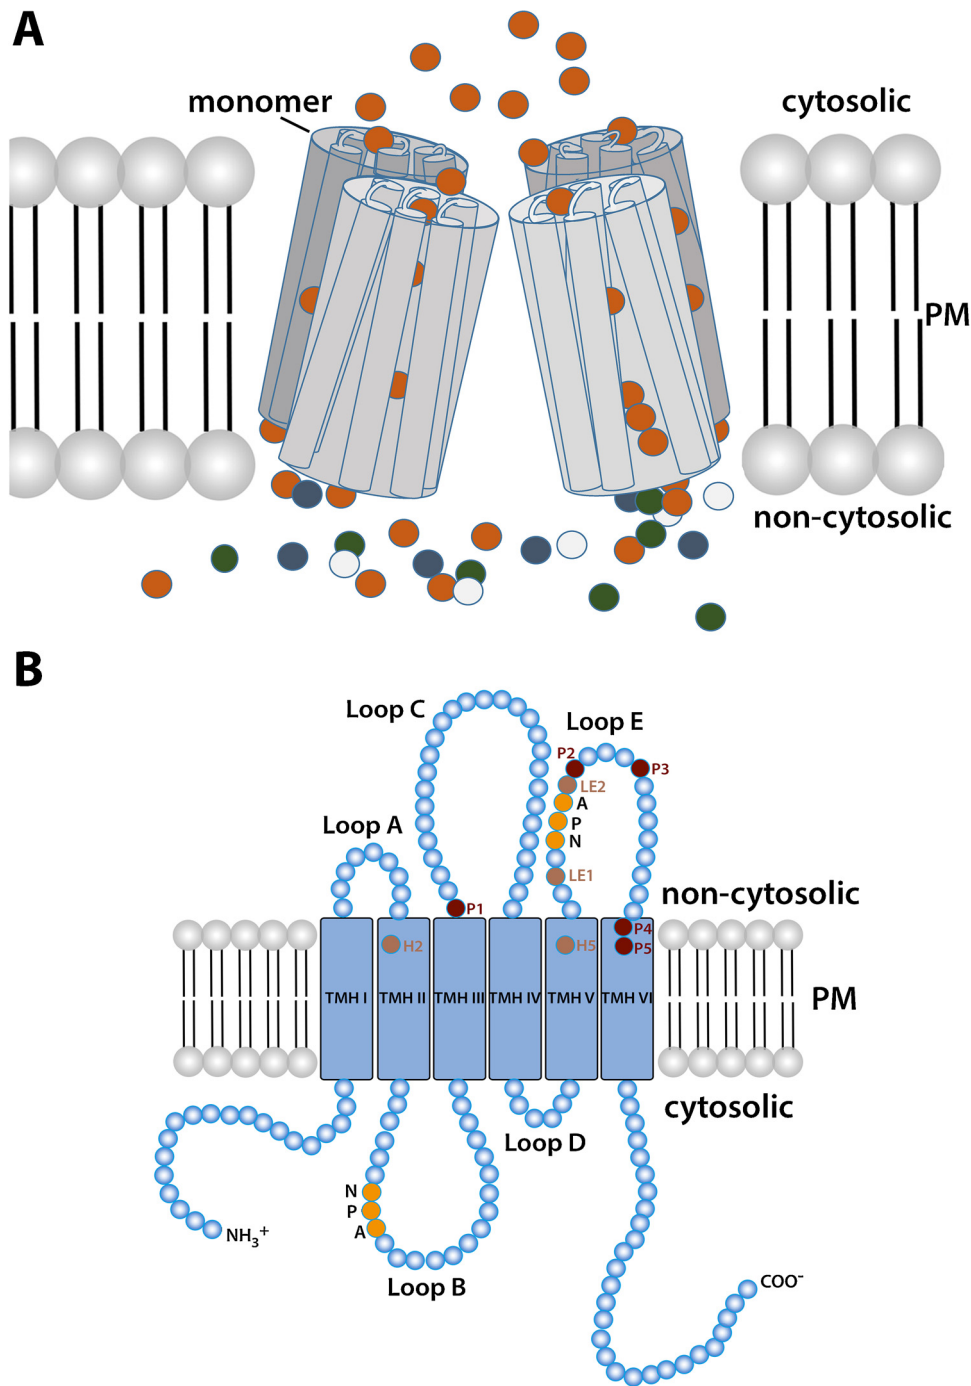 A
monomer
cytosolic
PM
non-cytosolic
B
Loop C
Loop E
P2
P3
LE2
A
P
N
Loop A
LE1
non-cytosolic
P1
P4
H2
H5
P5
TMH I
TMH II
TMH III
TMH IV
TMH V
TMH VI
PM
cytosolic
Loop D
N
P
A
NH₃⁺
Loop B
COO⁻